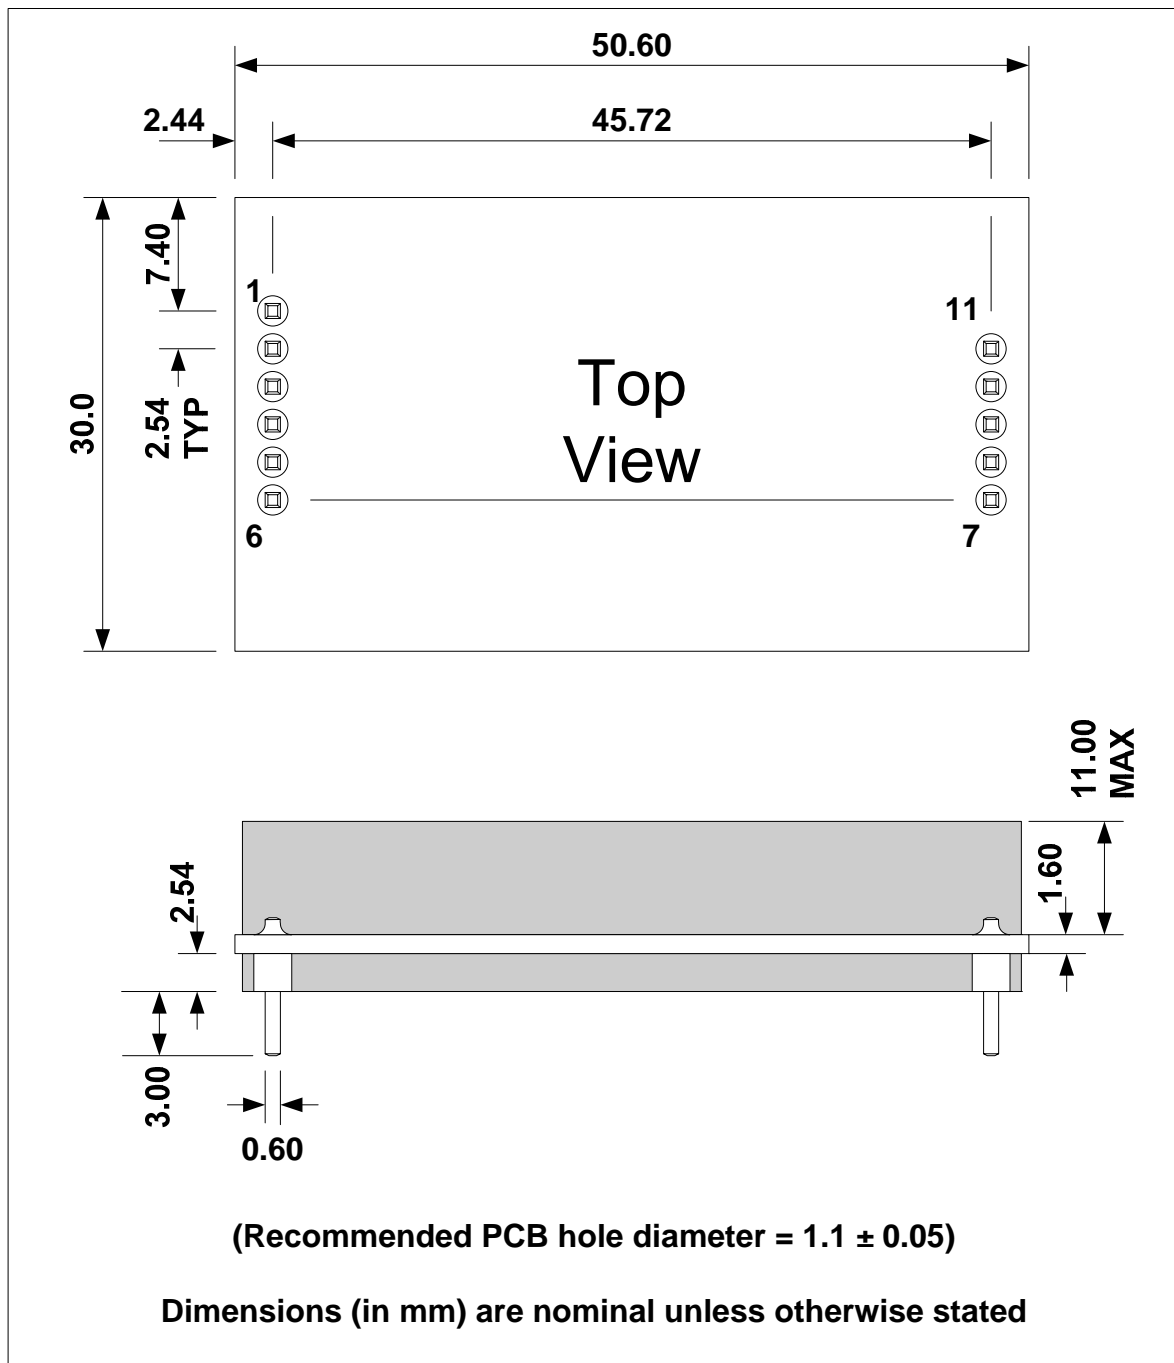 50.60
2.44
45.72
7.40
1
11
30.0
2.54
TYP
Top
View
6
7
11.00
MAX
2.54
1.60
3.00
0.60
(Recommended PCB hole diameter = 1.1 ± 0.05)
Dimensions (in mm) are nominal unless otherwise stated